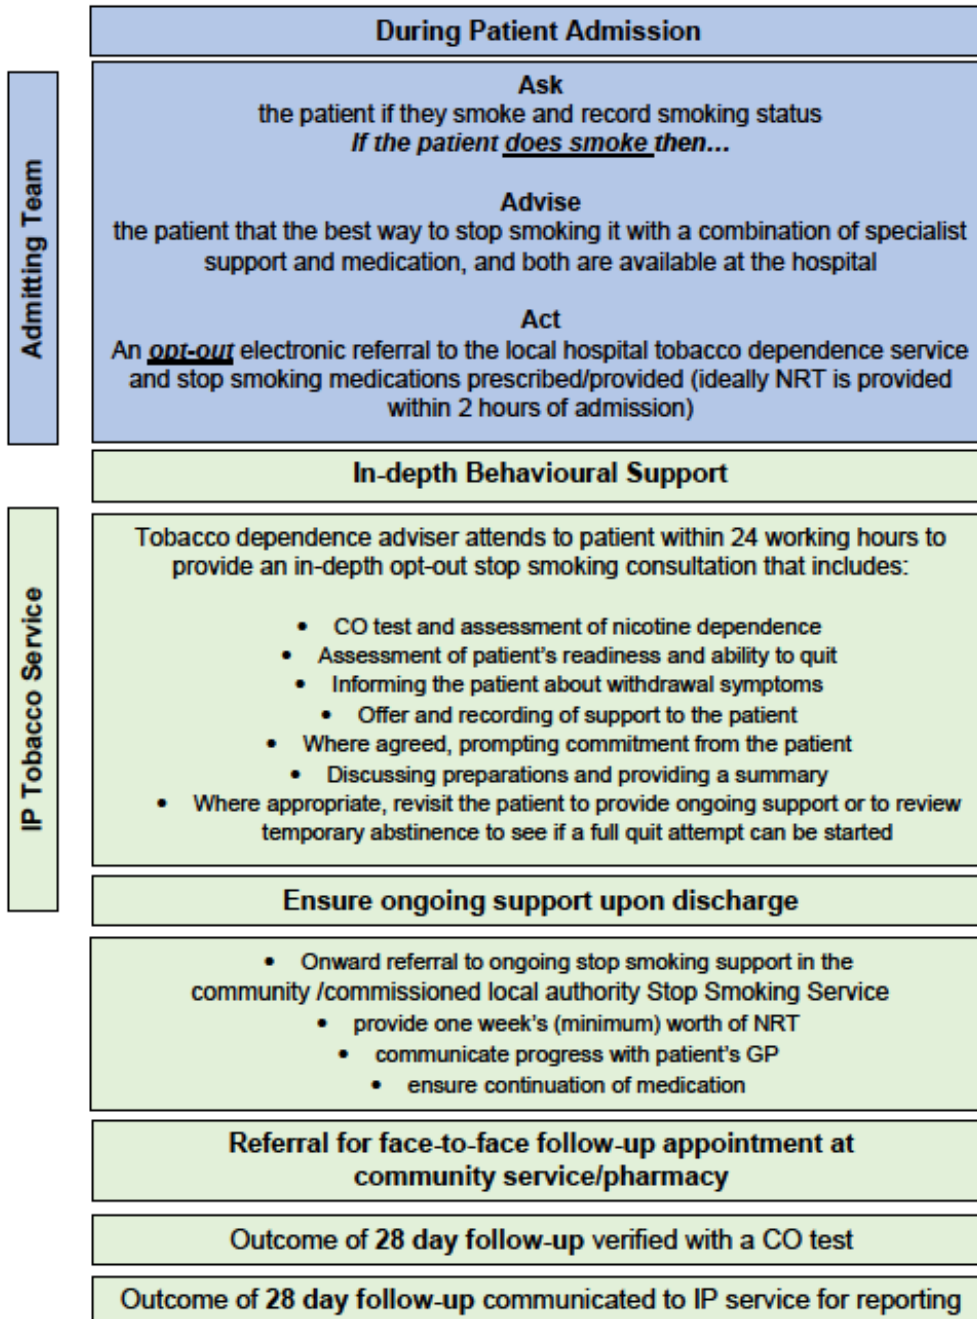 During Patient Admission
Admitting Team
Ask
the patient if they smoke and record smoking status
If the patient does smoke then...
Advise
the patient that the best way to stop smoking it with a combination of specialist
support and medication, and both are available at the hospital
Act
An opt-out electronic referral to the local hospital tobacco dependence service
and stop smoking medications prescribed/provided (ideally NRT is provided
within 2 hours of admission)
In-depth Behavioural Support
IP Tobacco Service
Tobacco dependence adviser attends to patient within 24 working hours to
provide an in-depth opt-out stop smoking consultation that includes:
• CO test and assessment of nicotine dependence
• Assessment of patient's readiness and ability to quit
• Informing the patient about withdrawal symptoms
• Offer and recording of support to the patient
• Where agreed, prompting commitment from the patient
• Discussing preparations and providing a summary
• Where appropriate, revisit the patient to provide ongoing support or to review
temporary abstinence to see if a full quit attempt can be started
Ensure ongoing support upon discharge
• Onward referral to ongoing stop smoking support in the
community /commissioned local authority Stop Smoking Service
• provide one week's (minimum) worth of NRT
• communicate progress with patient's GP
• ensure continuation of medication
Referral for face-to-face follow-up appointment at
community service/pharmacy
Outcome of 28 day follow-up verified with a CO test
Outcome of 28 day follow-up communicated to IP service for reporting